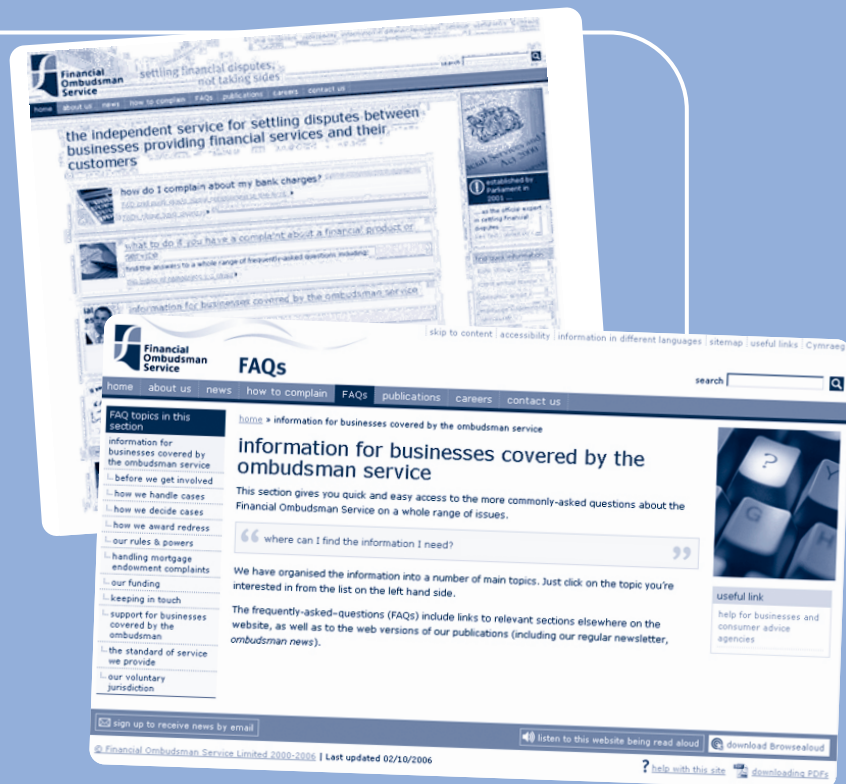 Financial
Ombudsman
Service
settling financial disputes,
not taking sides
search
home about us news how to complain FAQs publications careers contact us
the independent service for settling disputes between
businesses providing financial services and their
customers
how do I complain about my bank charges?
what to do if you have a complaint about a financial product or
service
find the answers to a whole range of frequently-asked questions including:
information for businesses covered by the ombudsman service
established by
Parliament in
2001 ...
... as the official expert
in settling financial
disputes
skip to content | accessibility | information in different languages | sitemap | useful links | Cymraeg
Financial
Ombudsman
Service
FAQs
search
home about us news how to complain FAQs publications careers contact us
FAQ topics in this
section
information for
businesses covered by
the ombudsman service
before we get involved
how we handle cases
how we decide cases
how we award redress
our rules & powers
handling mortgage
endowment complaints
our funding
keeping in touch
support for businesses
covered by the
ombudsman
the standard of service
we provide
our voluntary
jurisdiction
home » information for businesses covered by the ombudsman service
information for businesses covered by the
ombudsman service
This section gives you quick and easy access to the more commonly-asked questions about the
Financial Ombudsman Service on a whole range of issues.
“ where can I find the information I need? ”
We have organised the information into a number of main topics. Just click on the topic you’re
interested in from the list on the left hand side.
The frequently-asked-questions (FAQs) include links to relevant sections elsewhere on the
website, as well as to the web versions of our publications (including our regular newsletter,
ombudsman news).
?
Y
G
H
useful link
help for businesses and
consumer advice
agencies
sign up to receive news by email
listen to this website being read aloud
download Browsealoud
© Financial Ombudsman Service Limited 2000-2006 | Last updated 02/10/2006
? help with this site
downloading PDFs